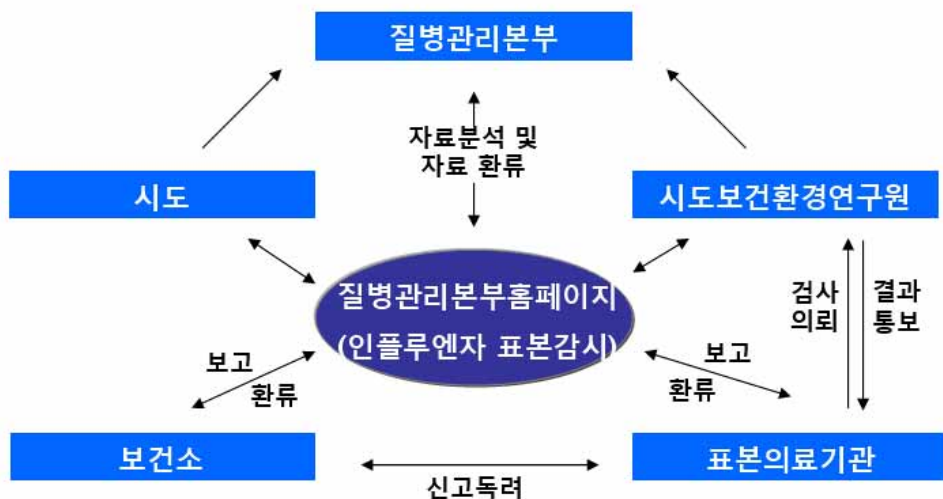 질병관리본부
자료분석 및
자료 환류
시도
시도보건환경연구원
질병관리본부홈페이지
(인플루엔자 표본감시)
검사
의뢰
결과
통보
보고
환류
보고
환류
보건소
표본의료기관
신고독려